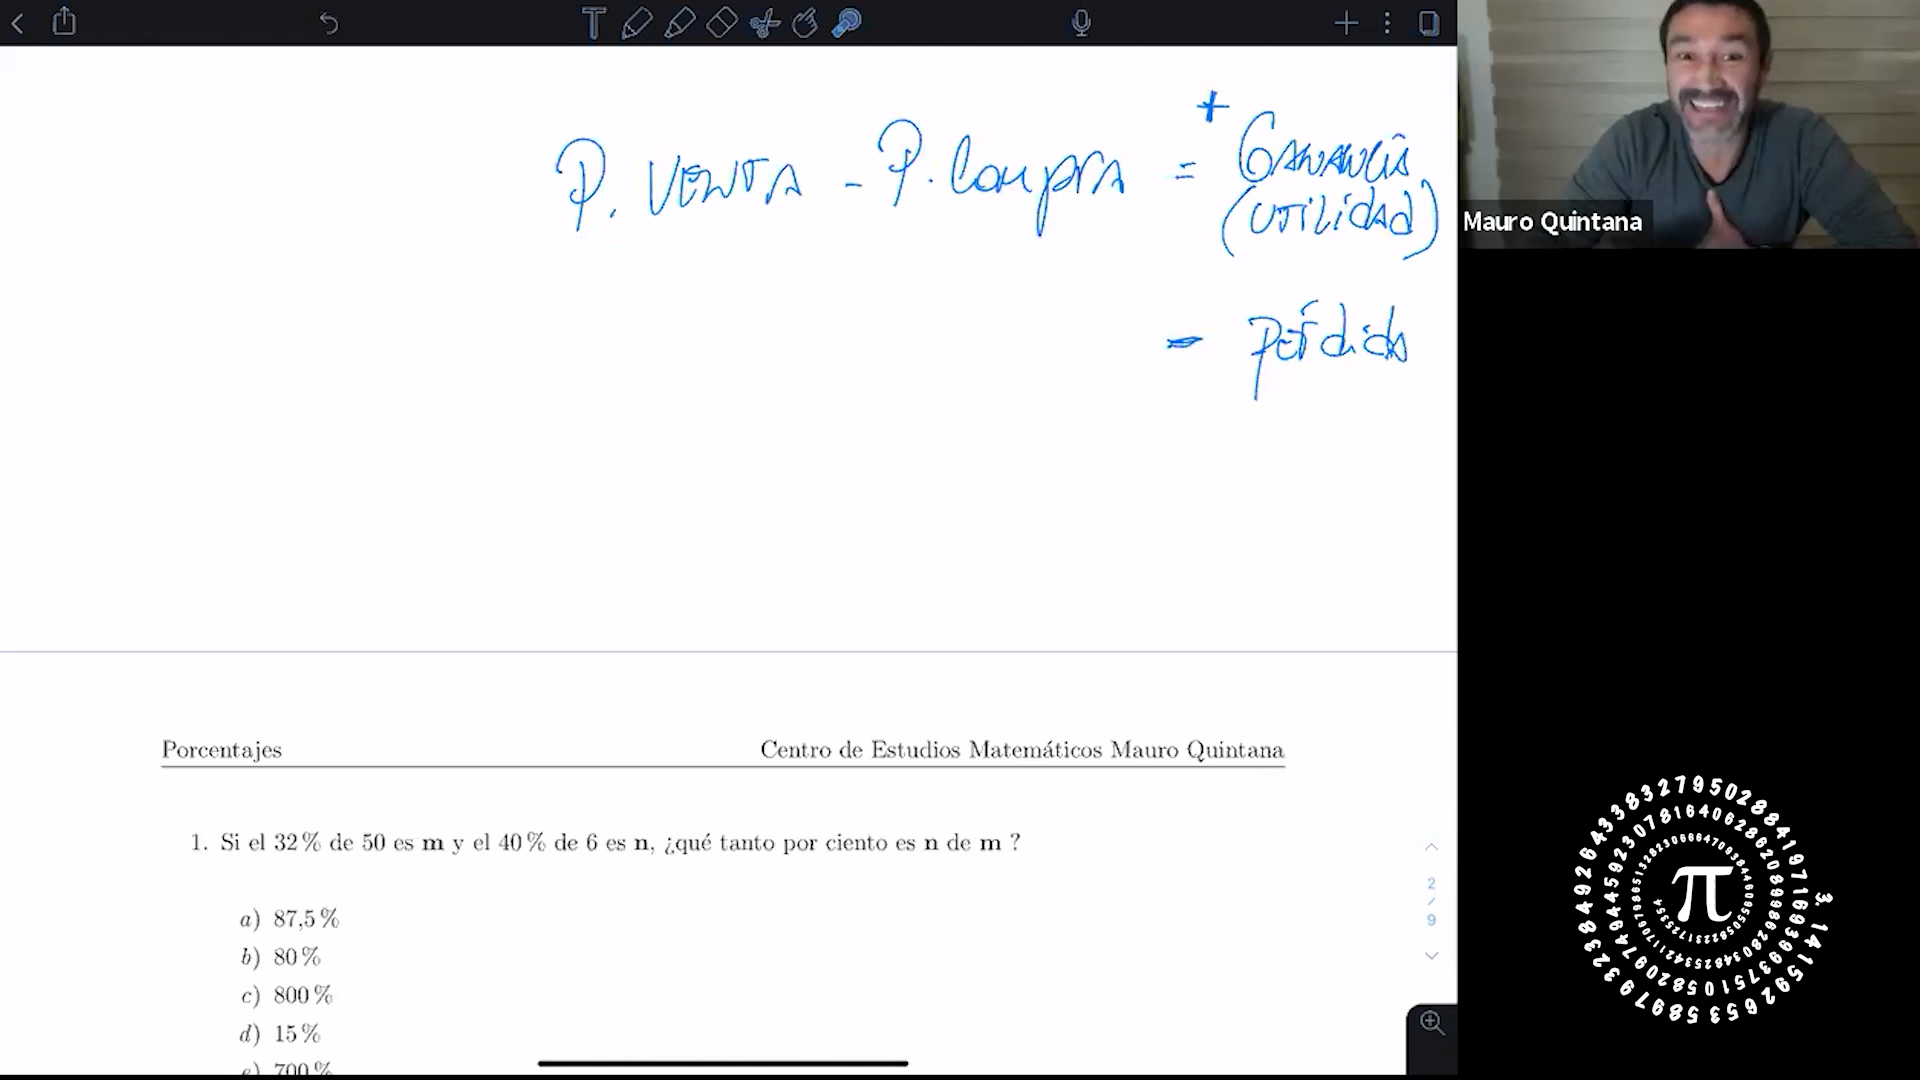 P. VENTA - P. Compra = + GANANCIA
(UTILIDAD)
- Pérdida
Mauro Quintana
Porcentajes Centro de Estudios Matemáticos Mauro Quintana
1. Si el 32% de 50 es m y el 40% de 6 es n, ¿qué tanto por ciento es n de m ?
a) 87,5%
b) 80%
c) 800%
d) 15%
e) 700%
2
/
9
π